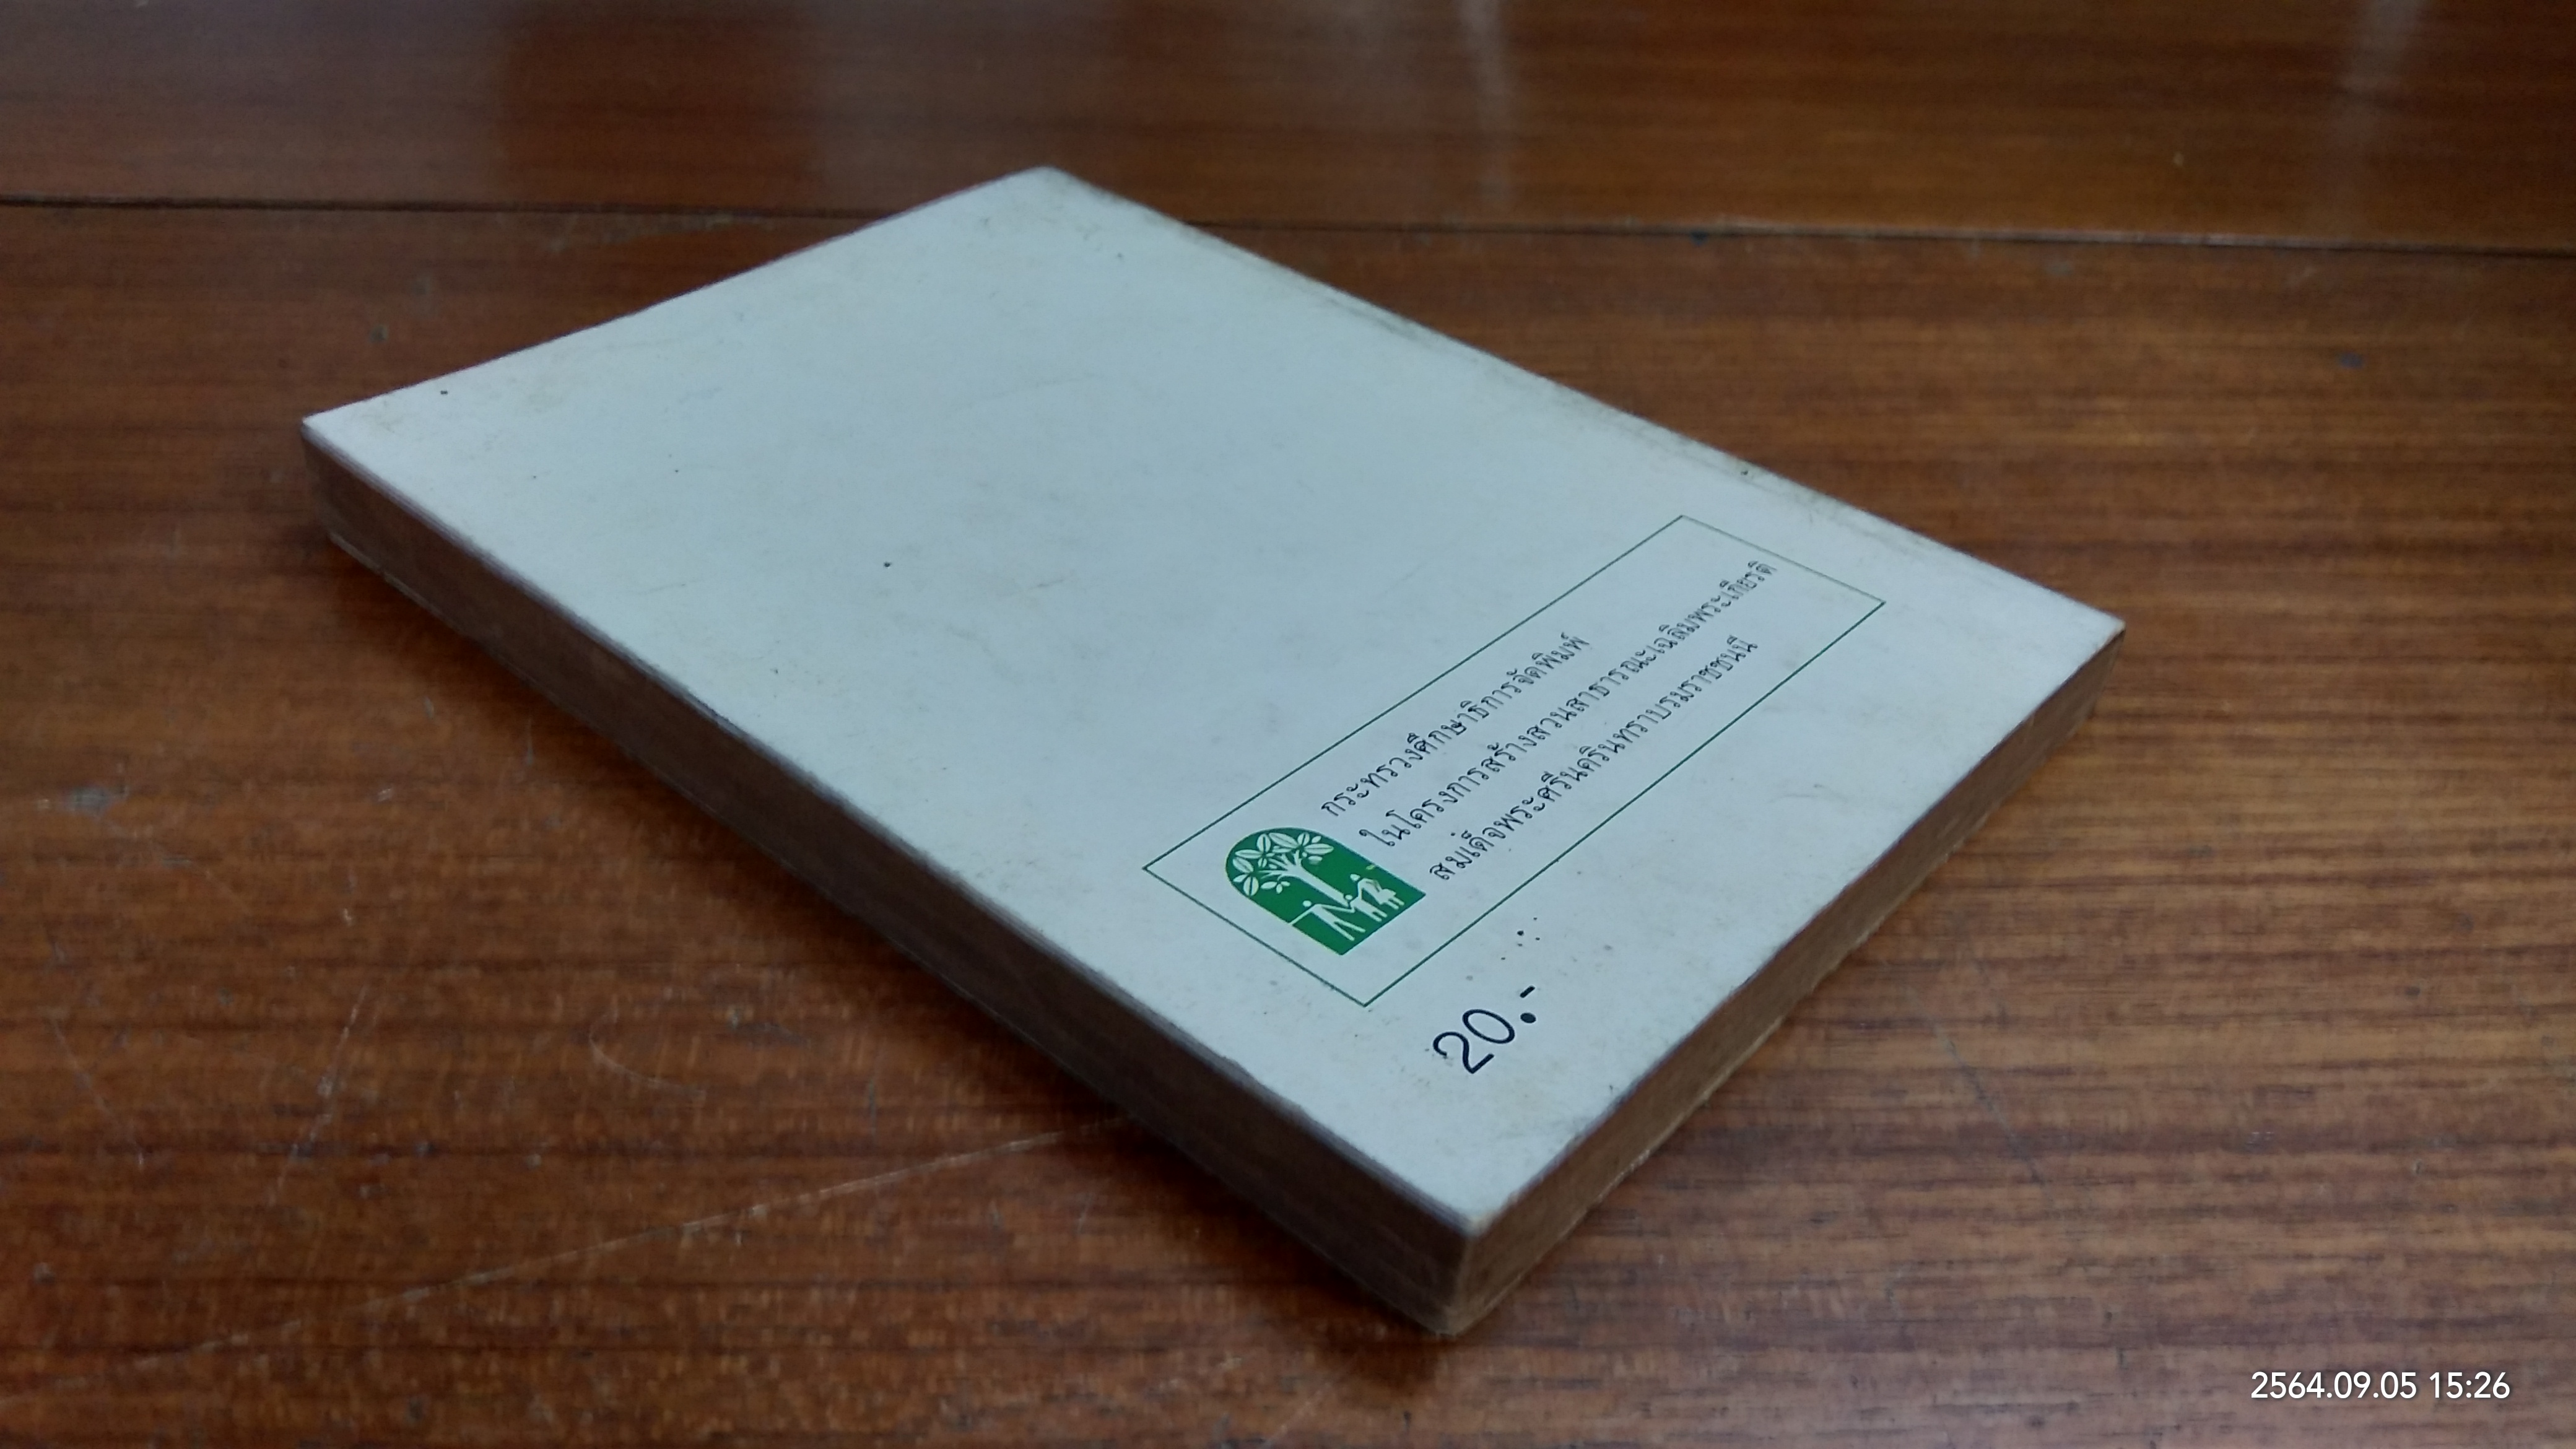 กระทรวงศึกษาธิการจัดพิมพ์
ในโครงการสร้างสวนสาธารณะเฉลิมพระเกียรติ
สมเด็จพระศรีนครินทราบรมราชชนนี
20.-
2564.09.05 15:26